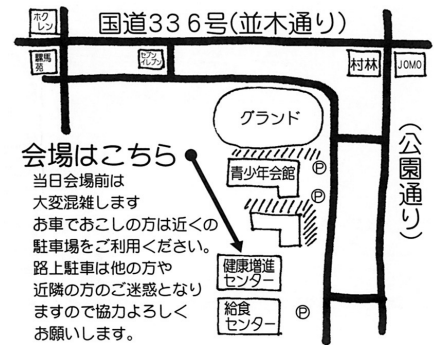 国道336号(並木通り)
ホク
レン
騎馬
苑
セブン
イレブン
村林
JOMO
グランド
(公園通り)
会場はこちら
青少年会館
Ⓟ
Ⓟ
当日会場前は
大変混雑します
お車でおこしの方は近くの
駐車場をご利用ください。
路上駐車は他の方や
近隣の方のご迷惑となり
ますので協力よろしく
お願いします。
健康増進
センター
給食
センター
Ⓟ